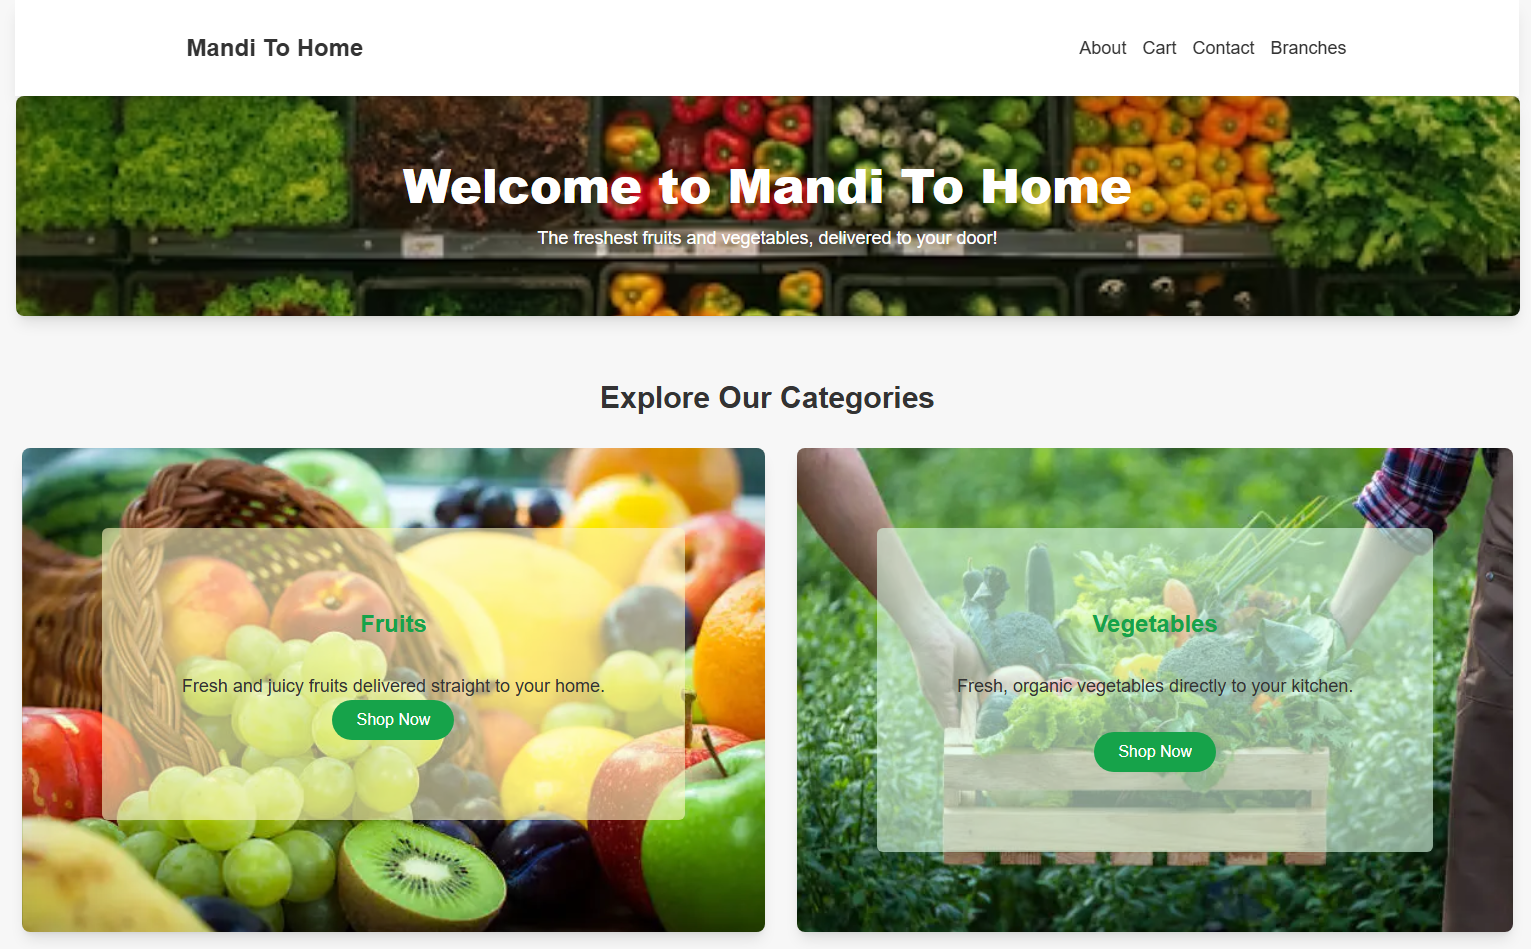 Mandi To Home
About Cart Contact Branches
Welcome to Mandi To Home
The freshest fruits and vegetables, delivered to your door!
Explore Our Categories
Fruits
Fresh and juicy fruits delivered straight to your home.
Shop Now
Vegetables
Fresh, organic vegetables directly to your kitchen.
Shop Now